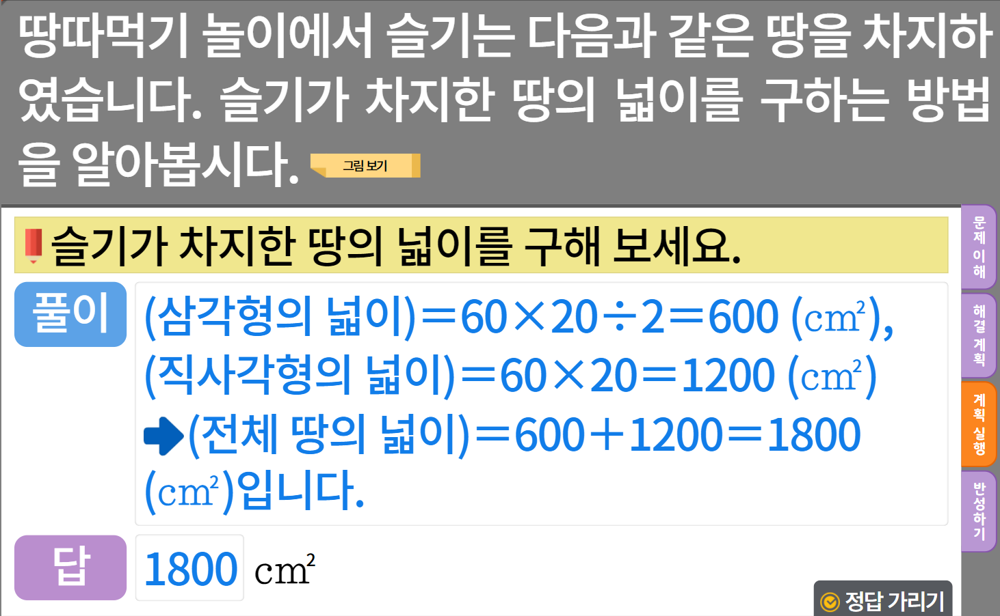 땅따먹기 놀이에서 슬기는 다음과 같은 땅을 차지하
였습니다. 슬기가 차지한 땅의 넓이를 구하는 방법
을 알아봅시다. 그림 보기
슬기가 차지한 땅의 넓이를 구해 보세요.
풀이
(삼각형의 넓이)=60×20÷2=600 (cm²),
(직사각형의 넓이)=60×20=1200 (cm²)
➡(전체 땅의 넓이)=600+1200=1800
(cm²)입니다.
답
1800 cm²
정답 가리기
문제 이해
해결 계획
계획 실행
반성하기